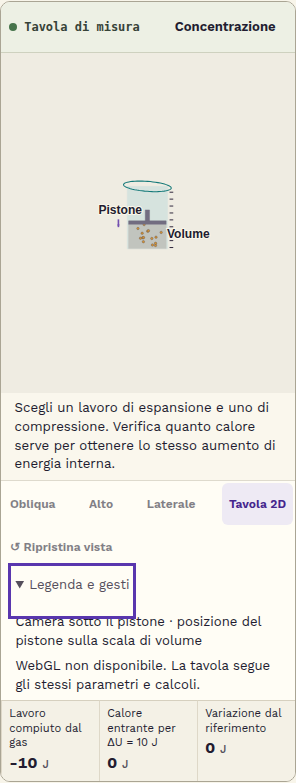 Tavola di misura
Concentrazione
Pistone
Volume
Scegli un lavoro di espansione e uno di
compressione. Verifica quanto calore
serve per ottenere lo stesso aumento di
energia interna.
Obliqua Alto Laterale Tavola 2D
↺ Ripristina vista
▼ Legenda e gesti
Camera sotto il pistone · posizione del
pistone sulla scala di volume
WebGL non disponibile. La tavola segue
gli stessi parametri e calcoli.
Lavoro
compiuto dal
gas
-10 J
Calore
entrante per
ΔU = 10 J
0 J
Variazione dal
riferimento
0 J